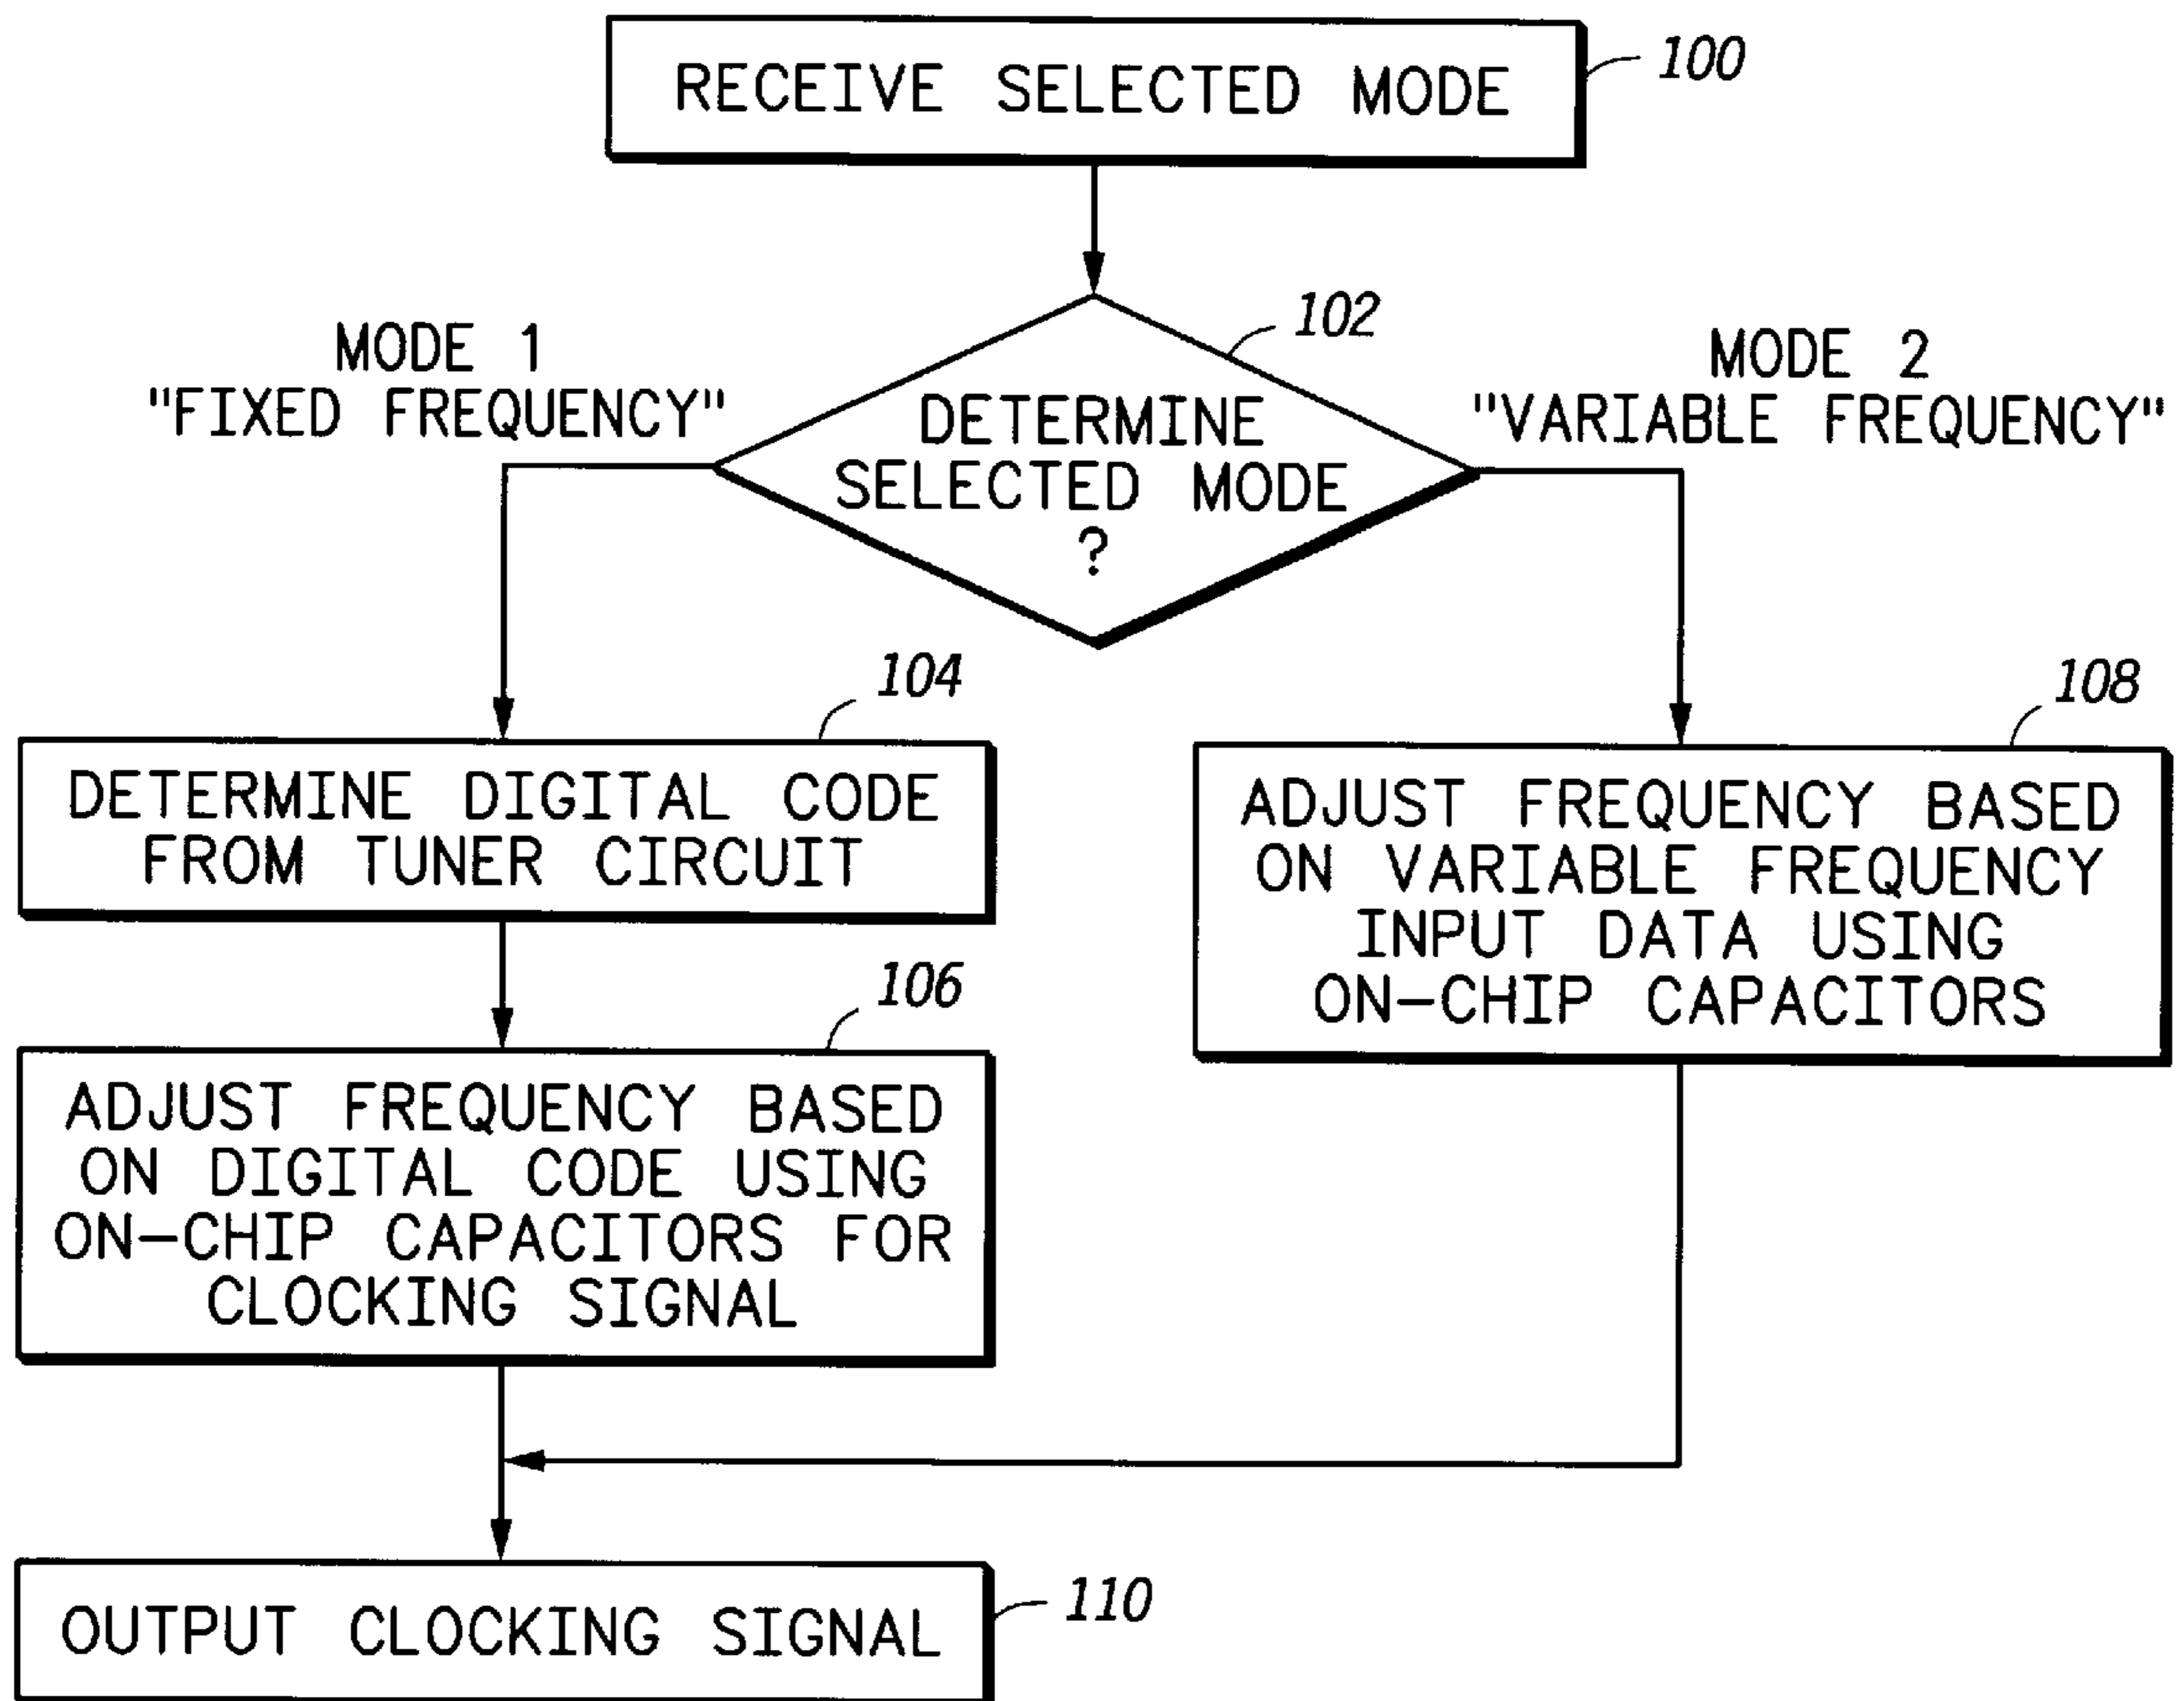 RECEIVE SELECTED MODE
100
102
MODE 1
"FIXED FREQUENCY"
DETERMINE
SELECTED MODE
?
MODE 2
"VARIABLE FREQUENCY"
104
DETERMINE DIGITAL CODE
FROM TUNER CIRCUIT
108
ADJUST FREQUENCY BASED
ON VARIABLE FREQUENCY
INPUT DATA USING
ON-CHIP CAPACITORS
106
ADJUST FREQUENCY BASED
ON DIGITAL CODE USING
ON-CHIP CAPACITORS FOR
CLOCKING SIGNAL
OUTPUT CLOCKING SIGNAL
110